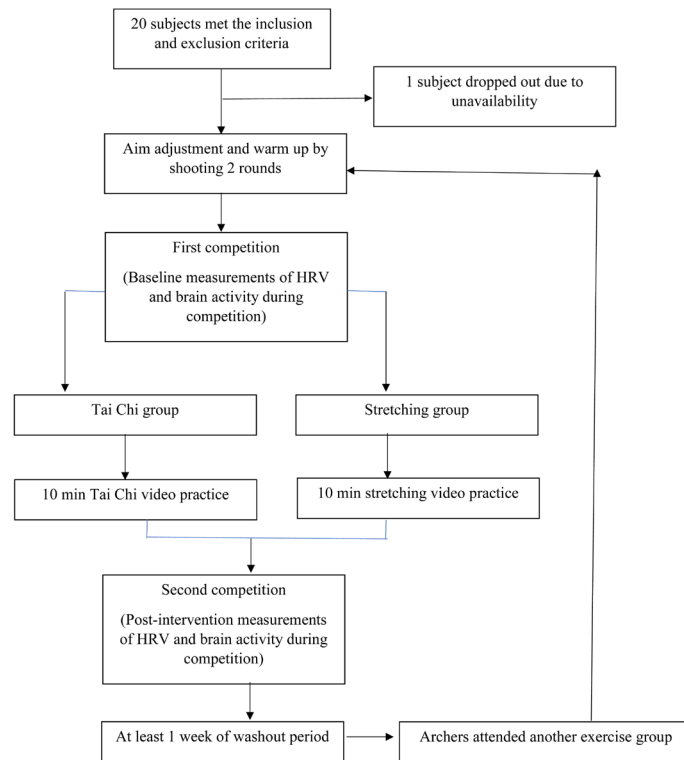 20 subjects met the inclusion
and exclusion criteria
1 subject dropped out due to
unavailability
Aim adjustment and warm up by
shooting 2 rounds
First competition
(Baseline measurements of HRV
and brain activity during
competition)
Tai Chi group
Stretching group
10 min Tai Chi video practice
10 min stretching video practice
Second competition
(Post-intervention measurements
of HRV and brain activity during
competition)
At least 1 week of washout period
Archers attended another exercise group